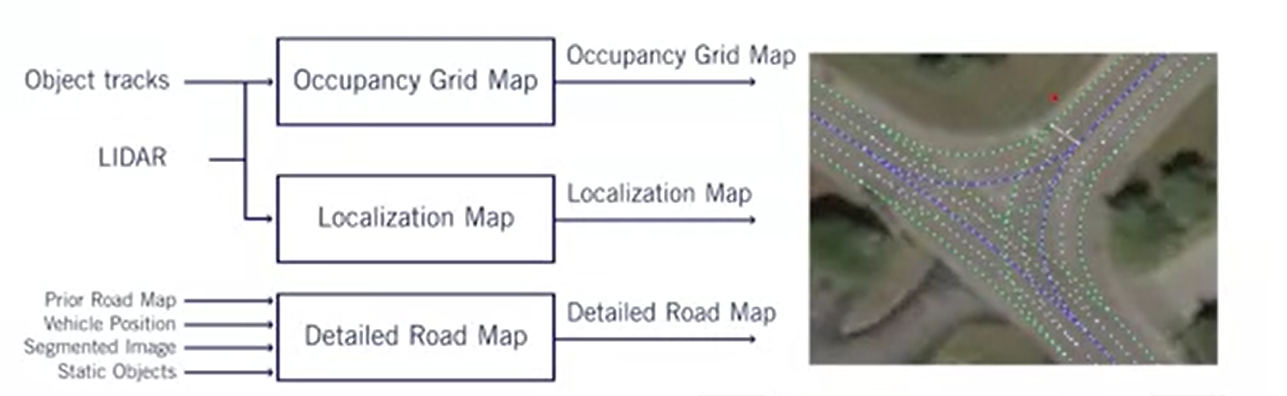 Object tracks
LIDAR
Occupancy Grid Map
Occupancy Grid Map
Localization Map
Localization Map
Prior Road Map
Vehicle Position
Segmented Image
Static Objects
Detailed Road Map
Detailed Road Map